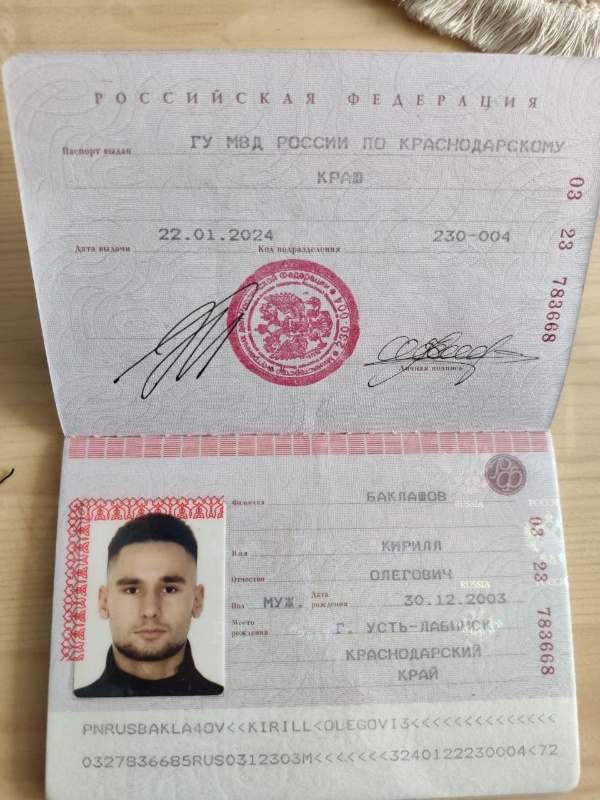 РОССИЙСКАЯ ФЕДЕРАЦИЯ
Паспорт выдан ГУ МВД РОССИИ ПО КРАСНОДАРСКОМУ
КРАЮ
Дата выдачи 22.01.2024 Код подразделения 230-004
Личная подпись
03 23 783668
Фамилия БАКЛАШОВ
Имя КИРИЛЛ
Отчество ОЛЕГОВИЧ
RUSSIA
Пол МУЖ. Дата рождения 30.12.2003
Место рождения Г. УСТЬ-ЛАБИНСК
КРАСНОДАРСКИЙ
КРАЙ
03 23 783668
PNRUSBAKLA4OV<<KIRILL<OLEGOVI3<<<<<<<<<<<<<<
0327836685RUS0312303M<<<<<<<3240122230004<72